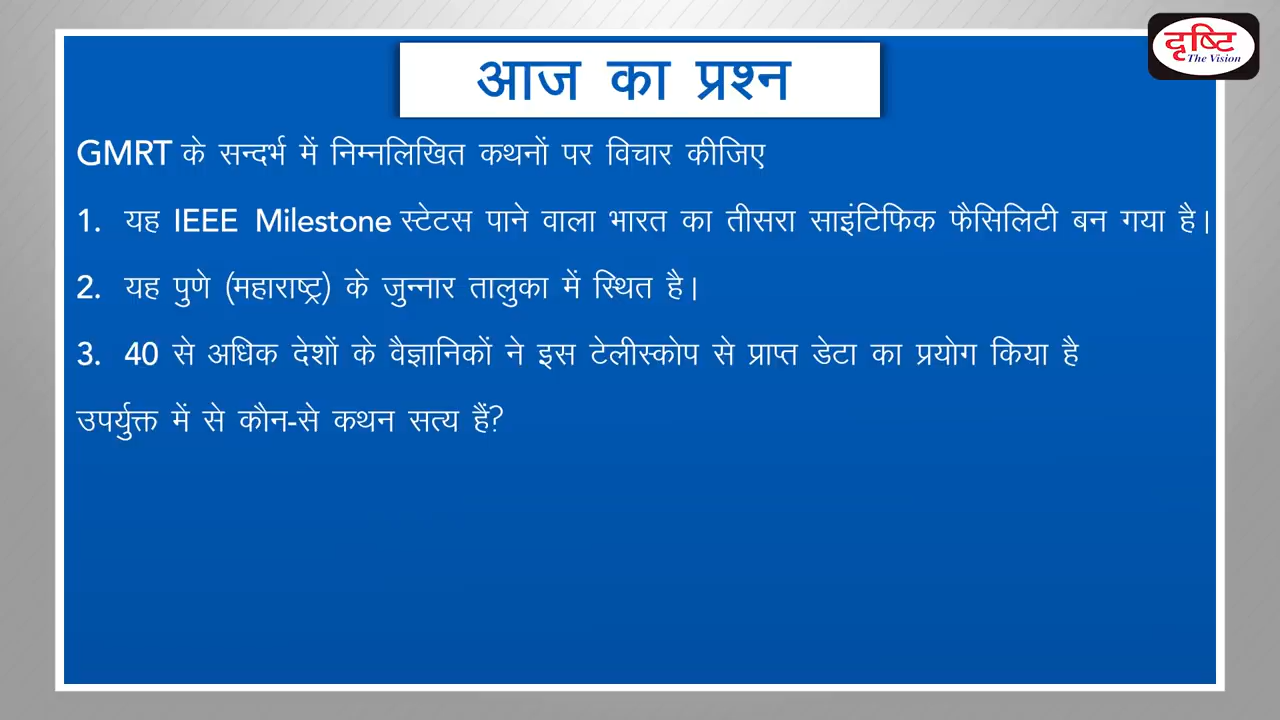 दृष्टि
The Vision
आज का प्रश्न
GMRT के सन्दर्भ में निम्नलिखित कथनों पर विचार कीजिए
1. यह IEEE Milestone स्टेटस पाने वाला भारत का तीसरा साइंटिफिक फैसिलिटी बन गया है।
2. यह पुणे (महाराष्ट्र) के जुन्नार तालुका में स्थित है।
3. 40 से अधिक देशों के वैज्ञानिकों ने इस टेलीस्कोप से प्राप्त डेटा का प्रयोग किया है
उपर्युक्त में से कौन-से कथन सत्य हैं?